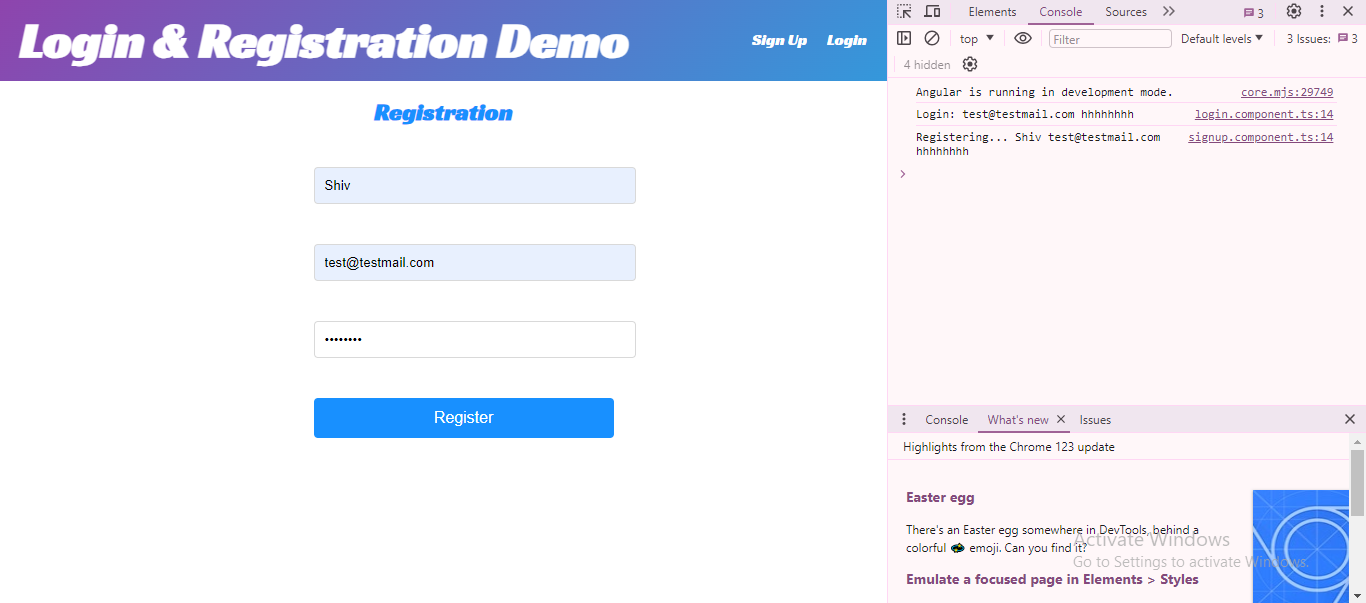 Login & Registration Demo
Sign Up Login
Registration
Shiv
test@testmail.com
••••••••
Register
Elements Console Sources 3
top Filter Default levels 3 Issues: 3
4 hidden
Angular is running in development mode. core.mjs:29749
Login: test@testmail.com hhhhhhhh login.component.ts:14
Registering... Shiv test@testmail.com signup.component.ts:14
hhhhhhhh
Console What's new Issues
Highlights from the Chrome 123 update
Easter egg
There's an Easter egg somewhere in DevTools, behind a
colorful 🐟 emoji. Can you find it?
Activate Windows
Go to Settings to activate Windows.
Emulate a focused page in Elements > Styles